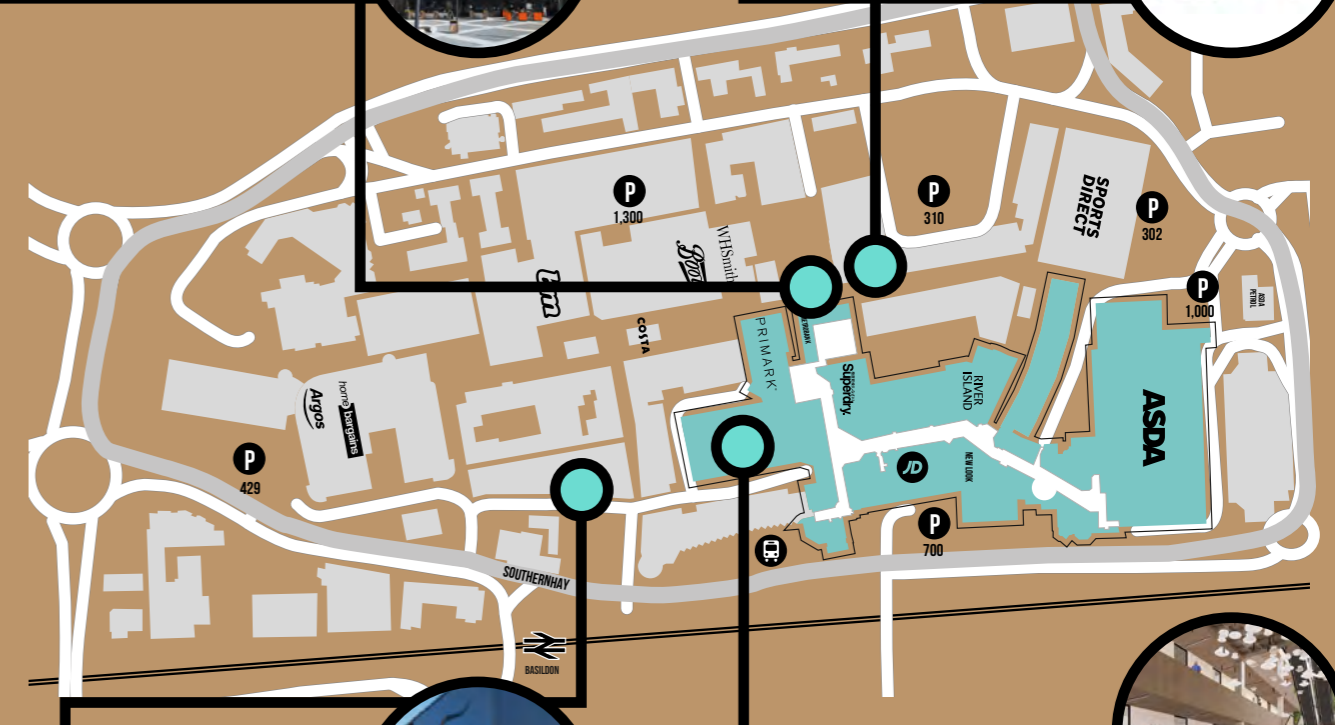 P
1,300
P
310
SPORTS
DIRECT
P
302
WHSmith
Boots
P
1,000
ASDA
PETROL
COSTA
PRIMARK
Superdry.
RIVER
ISLAND
ASDA
Argos
home
bargains
P
429
JD
NEW LOOK
P
700
SOUTHERNHAY
BASILDON